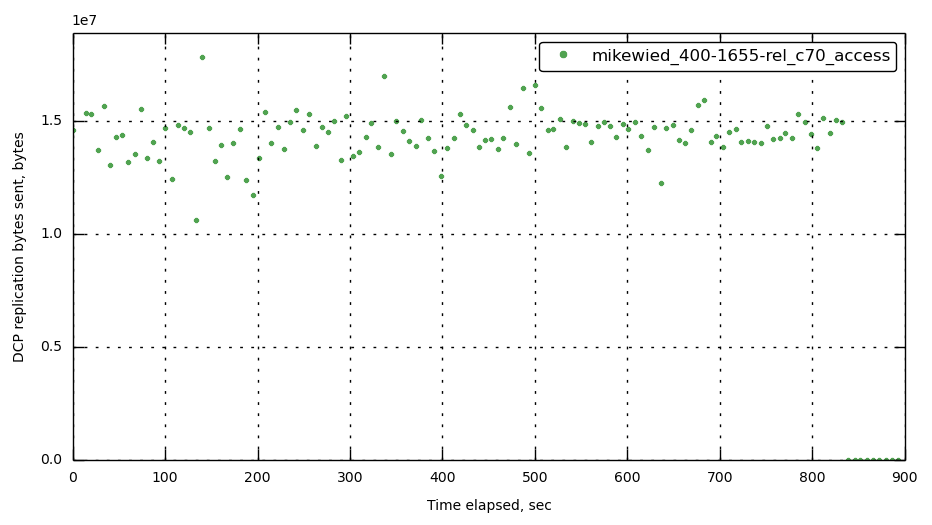 1e7
mikewied_400-1655-rel_c70_access
1.5
1.0
0.5
0.0
DCP replication bytes sent, bytes
0 100 200 300 400 500 600 700 800 900
Time elapsed, sec